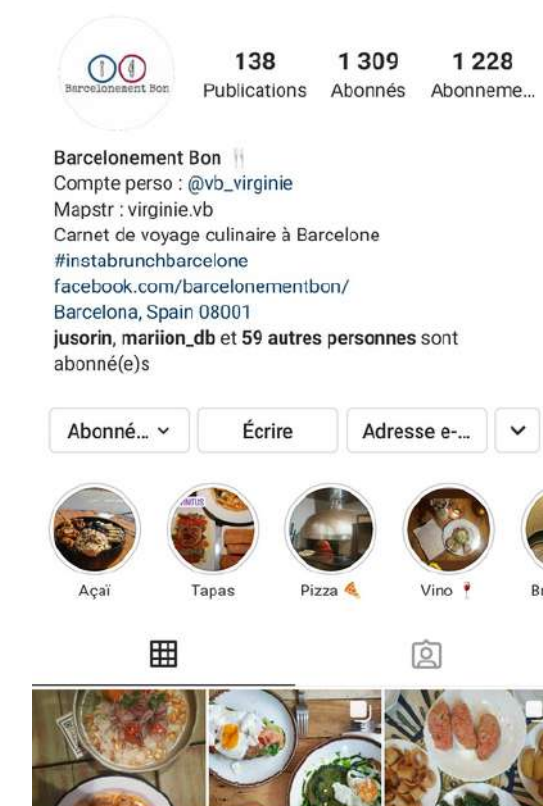 138 1 309 1 228
Publications Abonnés Abonneme...
Barcelonement Bon
Barcelonement Bon 🍴
Compte perso : @vb_virginie
Mapstr : virginie.vb
Carnet de voyage culinaire à Barcelone
#instabrunchbarcelone
facebook.com/barcelonementbon/
Barcelona, Spain 08001
jusorin, mariion_db et 59 autres personnes sont
abonné(e)s
Abonné... Écrire Adresse e-...
Açaï Tapas Pizza 🍕 Vino 🍷